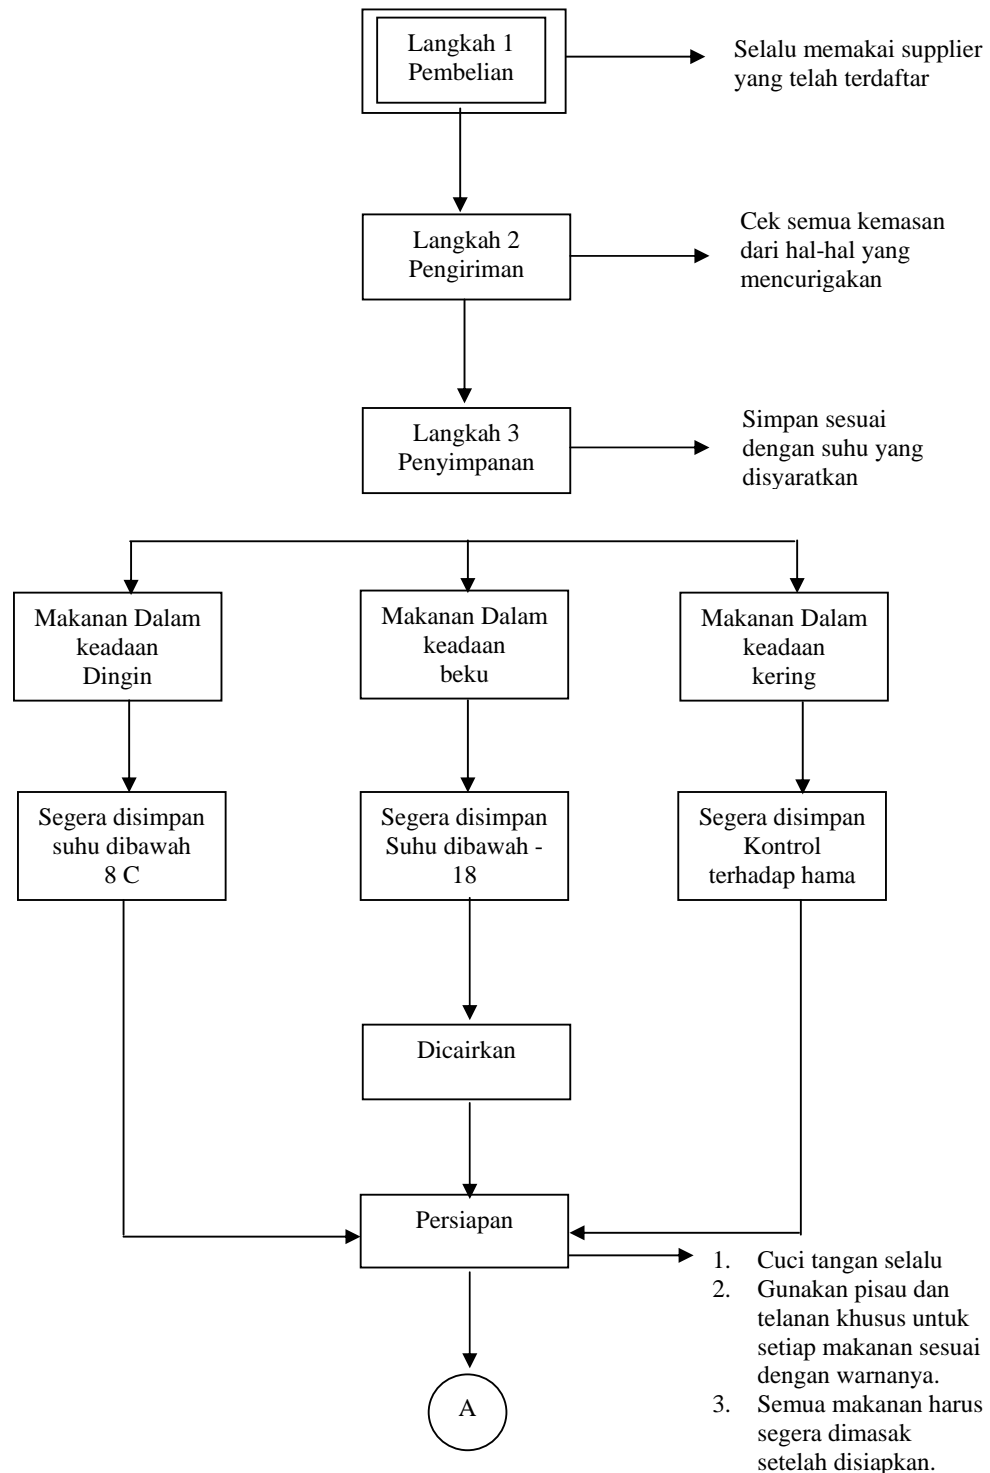 Langkah 1
Pembelian
Selalu memakai supplier
yang telah terdaftar
Langkah 2
Pengiriman
Cek semua kemasan
dari hal-hal yang
mencurigakan
Langkah 3
Penyimpanan
Simpan sesuai
dengan suhu yang
disyaratkan
Makanan Dalam
keadaan
Dingin
Makanan Dalam
keadaan
beku
Makanan Dalam
keadaan
kering
Segera disimpan
suhu dibawah
8 C
Segera disimpan
Suhu dibawah -
18
Segera disimpan
Kontrol
terhadap hama
Dicairkan
Persiapan
1. Cuci tangan selalu
2. Gunakan pisau dan
telanan khusus untuk
setiap makanan sesuai
dengan warnanya.
3. Semua makanan harus
segera dimasak
setelah disiapkan.
A